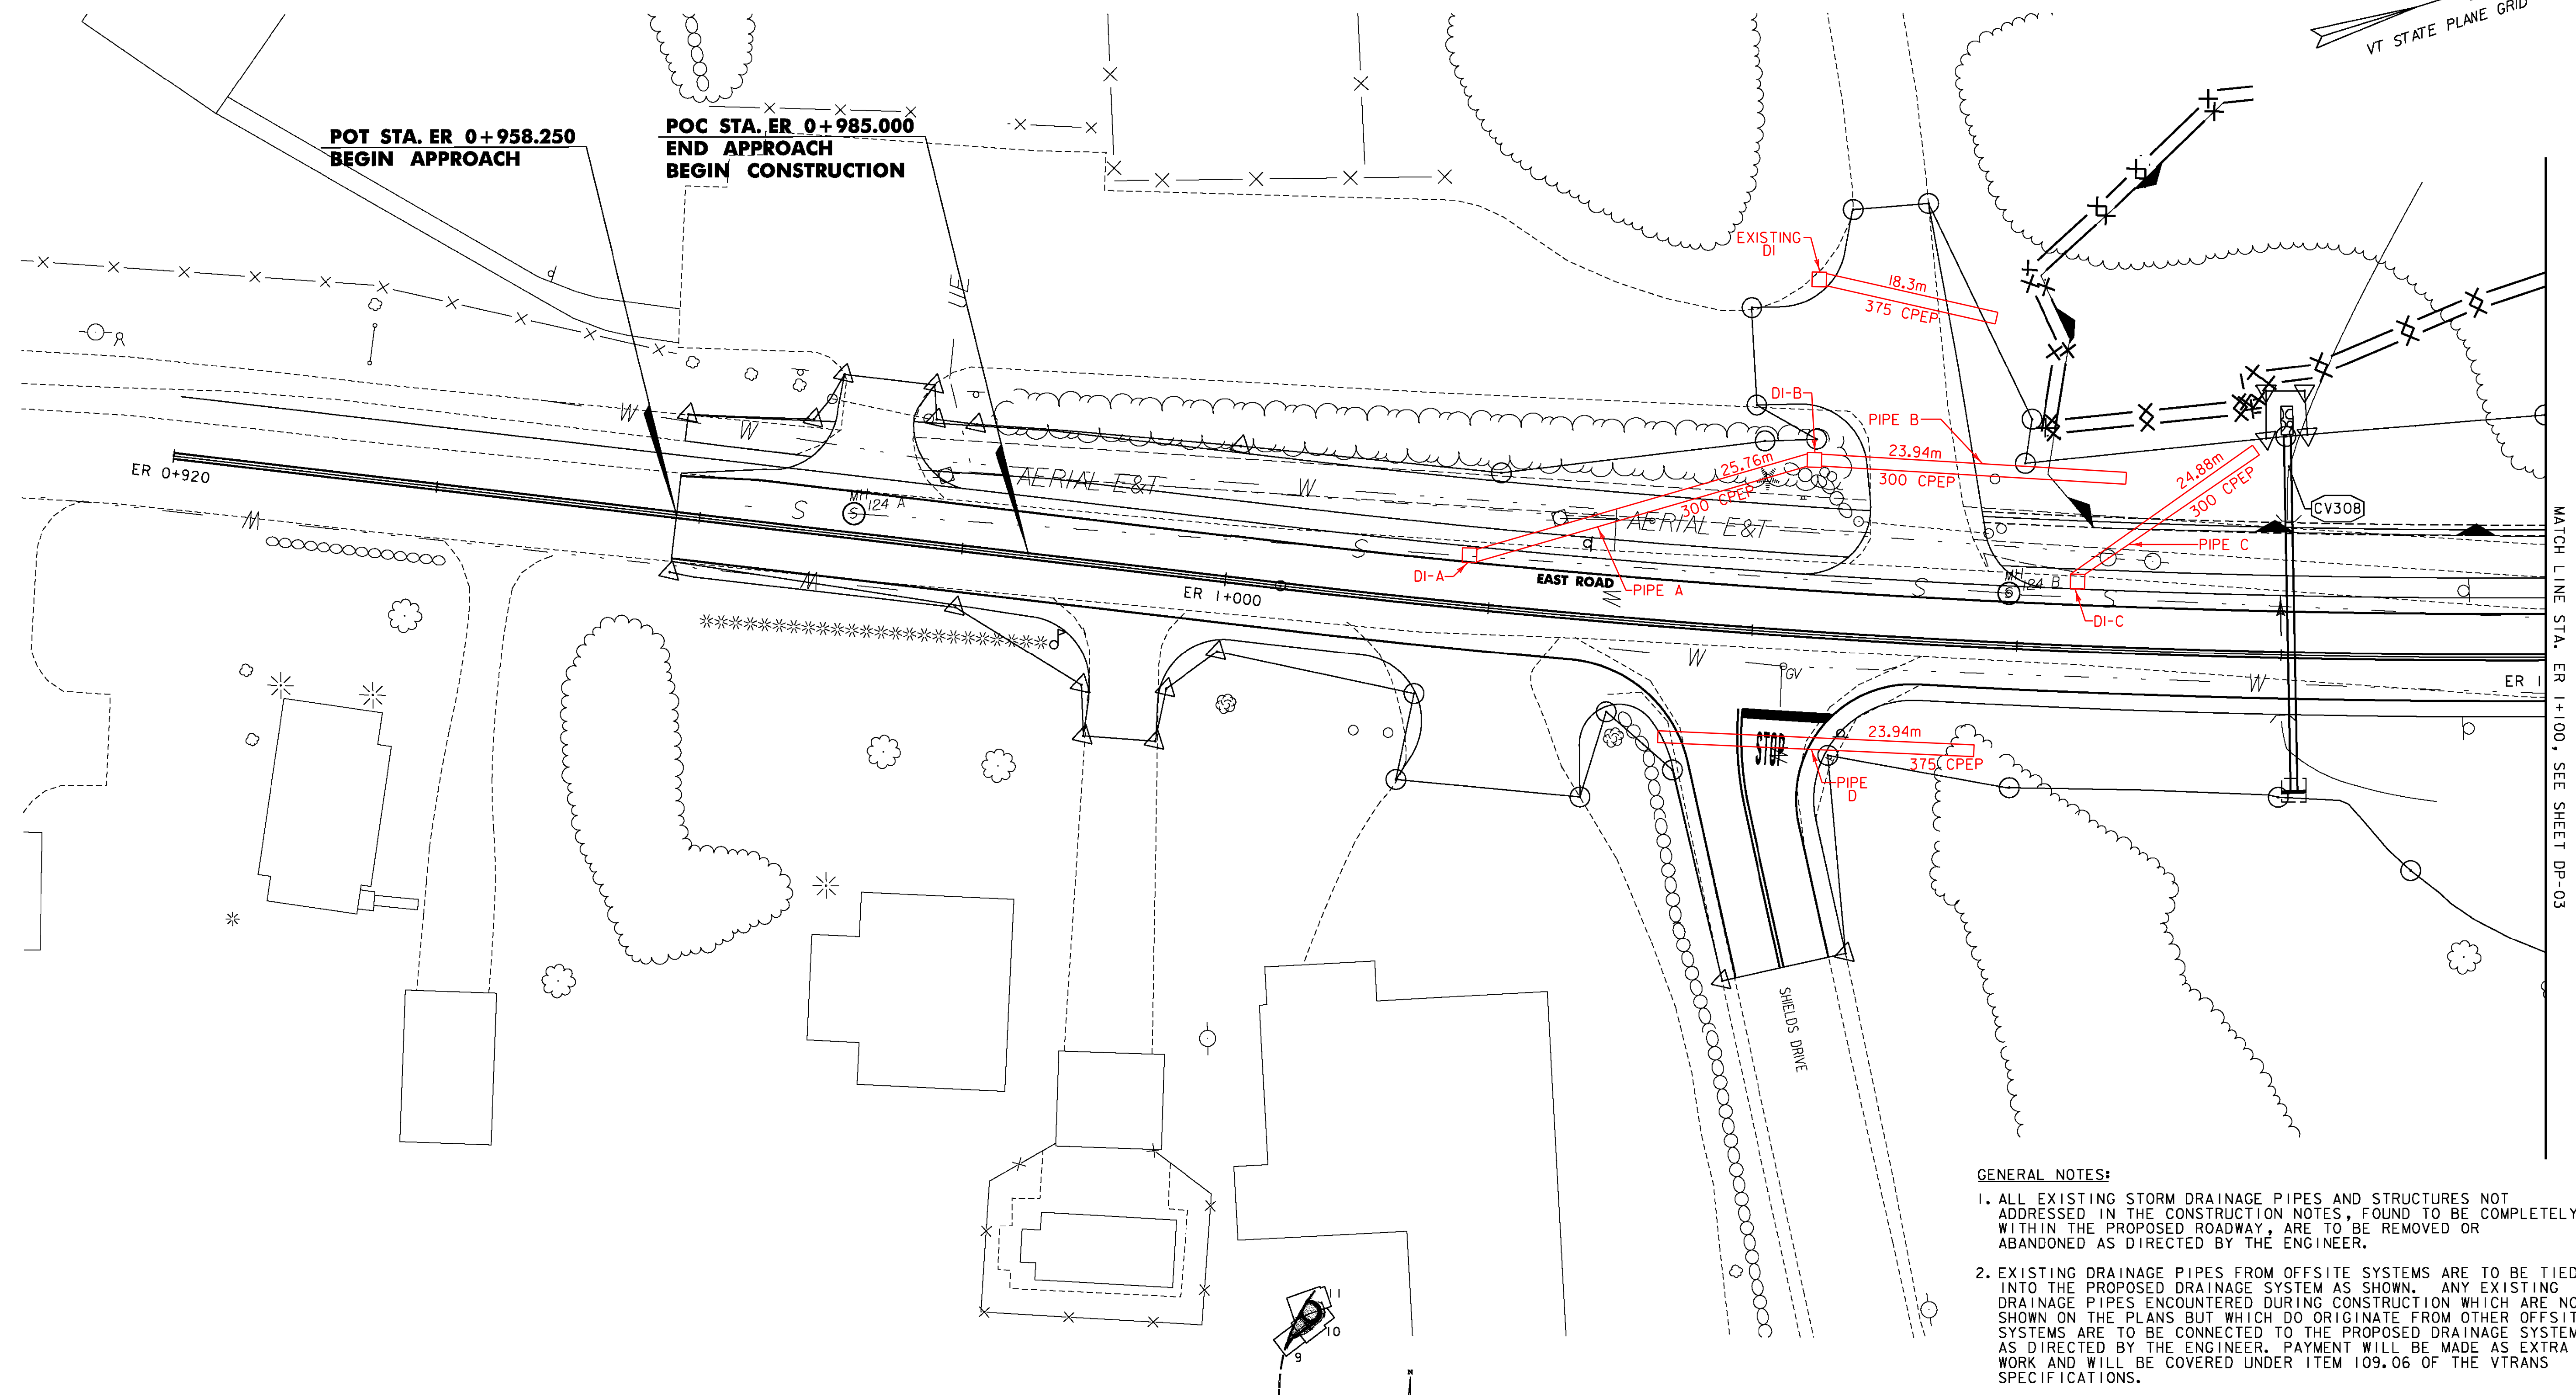 VT STATE PLANE GRID
POT STA. ER 0+958.250
BEGIN APPROACH
POC STA. ER 0+985.000
END APPROACH
BEGIN CONSTRUCTION
EXISTING
DI
18.3m
375 CPEP
UE
DI-B
PIPE B
23.94m
300 CPEP
25.76m
300 CPEP
24.88m
300 CPEP
CV308
W
W
AERIAL E&T
W
AERIAL E&T
ER 0+920
MH
S
124 A
S
S
W
W
DI-A
PIPE A
EAST ROAD
W
ER 1+000
MH
S
124 B
S
S
PIPE C
DI-C
W
GV
W
ER 1
STOP
23.94m
375 CPEP
PIPE
D
SHIELDS DRIVE
MATCH LINE STA. ER 1+100, SEE SHEET DP-03
11
10
9
N
GENERAL NOTES:
1. ALL EXISTING STORM DRAINAGE PIPES AND STRUCTURES NOT
ADDRESSED IN THE CONSTRUCTION NOTES, FOUND TO BE COMPLETELY
WITHIN THE PROPOSED ROADWAY, ARE TO BE REMOVED OR
ABANDONED AS DIRECTED BY THE ENGINEER.
2. EXISTING DRAINAGE PIPES FROM OFFSITE SYSTEMS ARE TO BE TIED
INTO THE PROPOSED DRAINAGE SYSTEM AS SHOWN. ANY EXISTING
DRAINAGE PIPES ENCOUNTERED DURING CONSTRUCTION WHICH ARE NO
SHOWN ON THE PLANS BUT WHICH DO ORIGINATE FROM OTHER OFFSIT
SYSTEMS ARE TO BE CONNECTED TO THE PROPOSED DRAINAGE SYSTEM
AS DIRECTED BY THE ENGINEER. PAYMENT WILL BE MADE AS EXTRA
WORK AND WILL BE COVERED UNDER ITEM 109.06 OF THE VTRANS
SPECIFICATIONS.